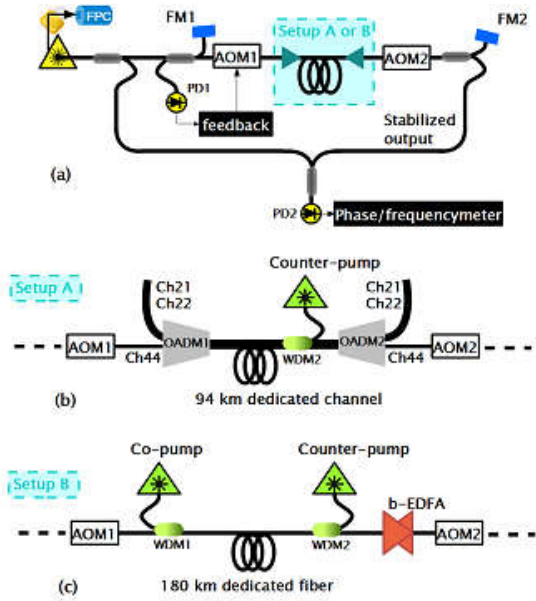 FPC
FM1
Setup A or B
FM2
AOM1
AOM2
PD1
feedback
Stabilized
output
(a)
PD2
Phase/frequencymeter
Counter-pump
Setup A
Ch21
Ch22
Ch21
Ch22
AOM1
OADM1
WDM2
OADM2
AOM2
Ch44
Ch44
(b)
94 km dedicated channel
Co-pump
Counter-pump
Setup B
b-EDFA
AOM1
WDM1
WDM2
AOM2
(c)
180 km dedicated fiber